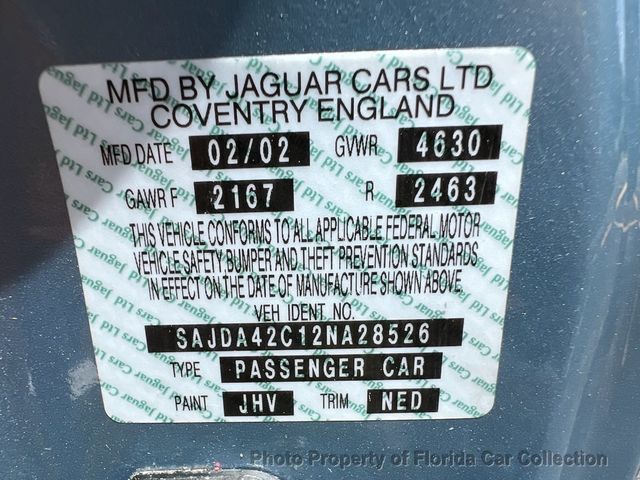 MFD BY JAGUAR CARS LTD
COVENTRY ENGLAND
MFD DATE 02/02 GVWR 4630
GAWR F 2167 R 2463
THIS VEHICLE CONFORMS TO ALL APPLICABLE FEDERAL MOTOR
VEHICLE SAFETY BUMPER AND THEFT PREVENTION STANDARDS
IN EFFECT ON THE DATE OF MANUFACTURE SHOWN ABOVE.
VEH IDENT. NO.
SAJDA42C12NA28526
TYPE PASSENGER CAR
PAINT JHV TRIM NED
Photo Property of Florida Car Collection